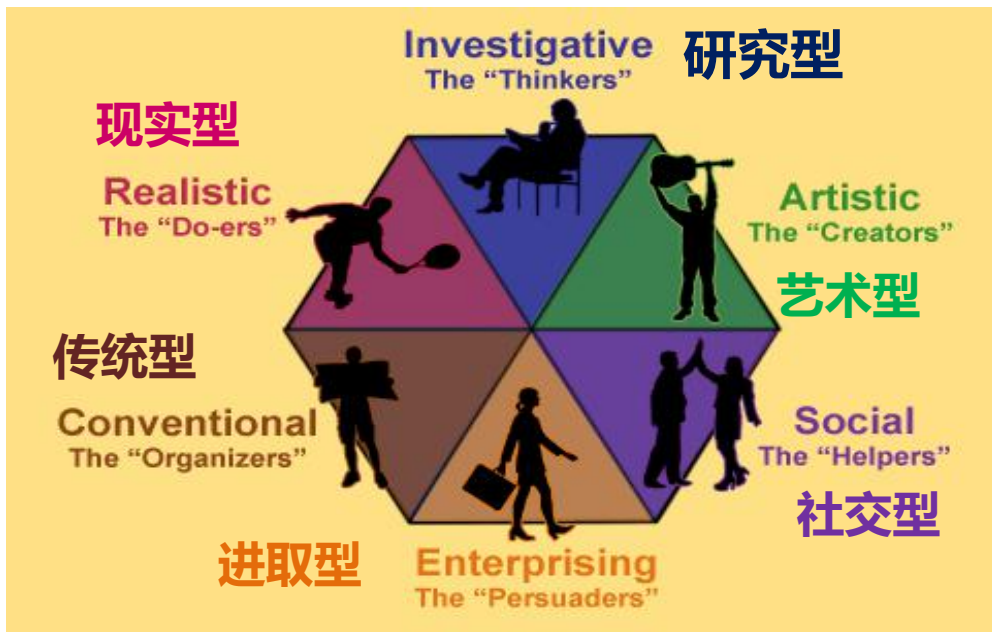 Investigative
The “Thinkers”
研究型
现实型
Realistic
The “Do-ers”
Artistic
The “Creators”
艺术型
传统型
Conventional
The “Organizers”
Social
The “Helpers”
社交型
进取型
Enterprising
The “Persuaders”